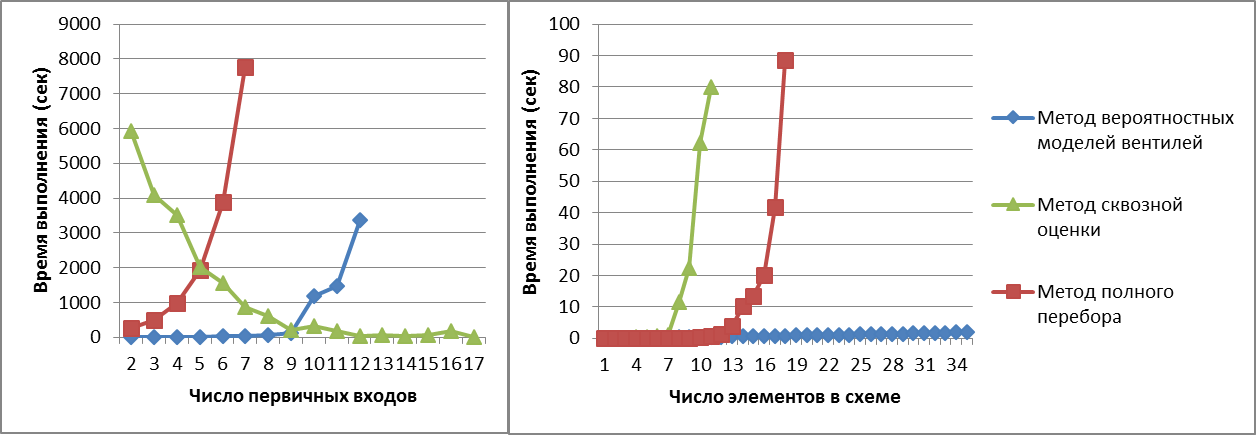 9000
8000
7000
6000
5000
4000
3000
2000
1000
0
Время выполнения (сек)
2 3 4 5 6 7 8 9 10 11 12 13 14 15 16 17
Число первичных входов
100
90
80
70
60
50
40
30
20
10
0
Время выполнения (сек)
1 4 7 10 13 16 19 22 25 28 31 34
Число элементов в схеме
Метод вероятностных
моделей вентилей
Метод сквозной
оценки
Метод полного
перебора